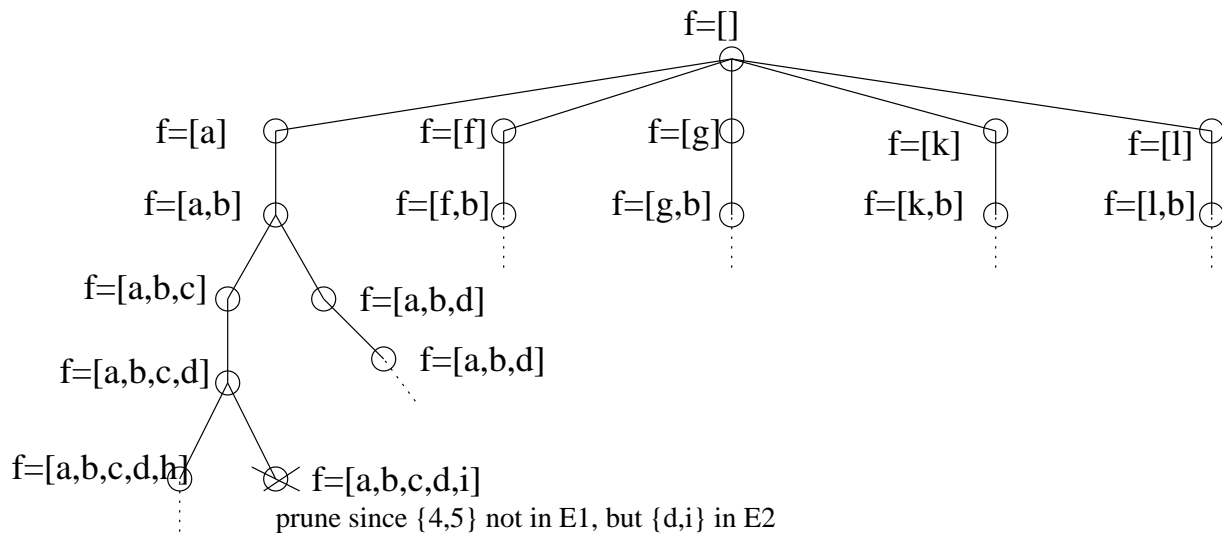 f=[]
f=[a]
f=[f]
f=[g]
f=[k]
f=[l]
f=[a,b]
f=[f,b]
f=[g,b]
f=[k,b]
f=[l,b]
f=[a,b,c]
f=[a,b,d]
f=[a,b,d]
f=[a,b,c,d]
f=[a,b,c,d,h]
f=[a,b,c,d,i]
prune since {4,5} not in E1, but {d,i} in E2